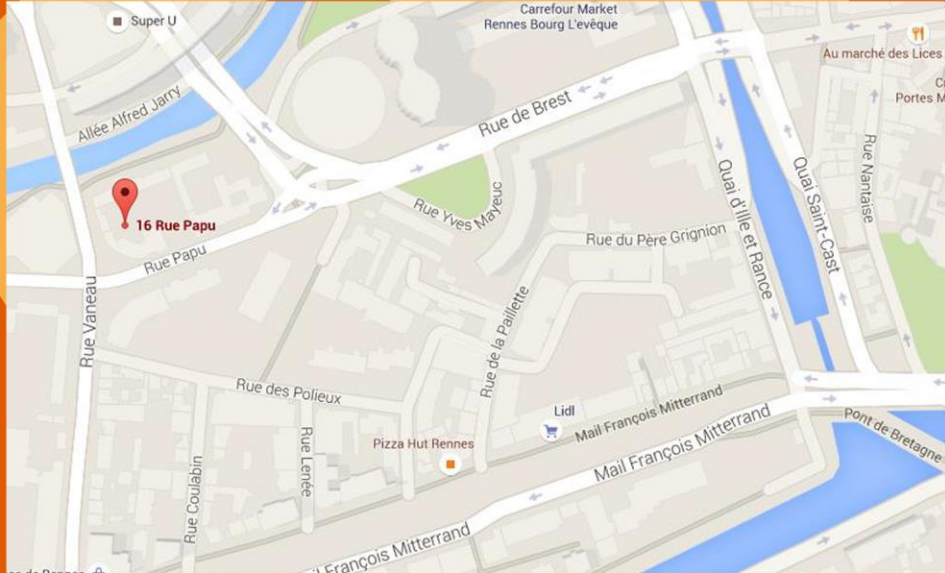 Super U
Carrefour Market
Rennes Bourg L'evêque
Au marché des Lices
Portes M
Allée Alfred Jarry
Rue de Brest
Rue Nantaise
Quai Saint-Cast
Quai d'Ille et Rance
16 Rue Papu
Rue Yves Mayeuc
Rue Papu
Rue du Père Grignion
Rue Vaneau
Rue de la Paillette
Rue des Polieux
Rue Lenée
Rue Coulabin
Lidl
Mail François Mitterrand
Pizza Hut Rennes
Mail François Mitterrand
Pont de Bretagne
il François Mitterrand